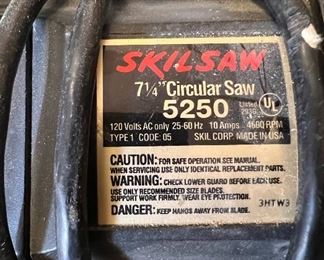 SKILSAW
7¼" Circular Saw
5250
Listed UL
120 Volts AC only 25-60 Hz 10 Amps 4600 RPM
TYPE 1 CODE: 05 SKIL CORP. MADE IN USA
CAUTION: FOR SAFE OPERATION SEE MANUAL.
WHEN SERVICING USE ONLY IDENTICAL REPLACEMENT PARTS.
WARNING: CHECK LOWER GUARD BEFORE EACH USE.
USE ONLY RECOMMENDED SIZE BLADES.
SUPPORT WORK FIRMLY. WEAR EYE PROTECTION.
DANGER: KEEP HANDS AWAY FROM BLADE.
3HTW3